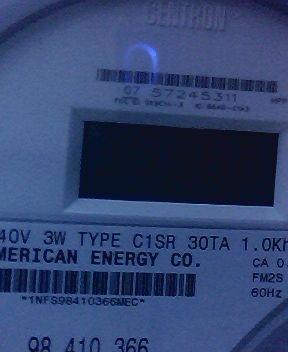 CENTRON
07 57245311
40V 3W TYPE C1SR 30TA 1.0Kh
MERICAN ENERGY CO.
CA 0.
FM2S
60Hz
*1NFS98410366MEC*
98 410 366